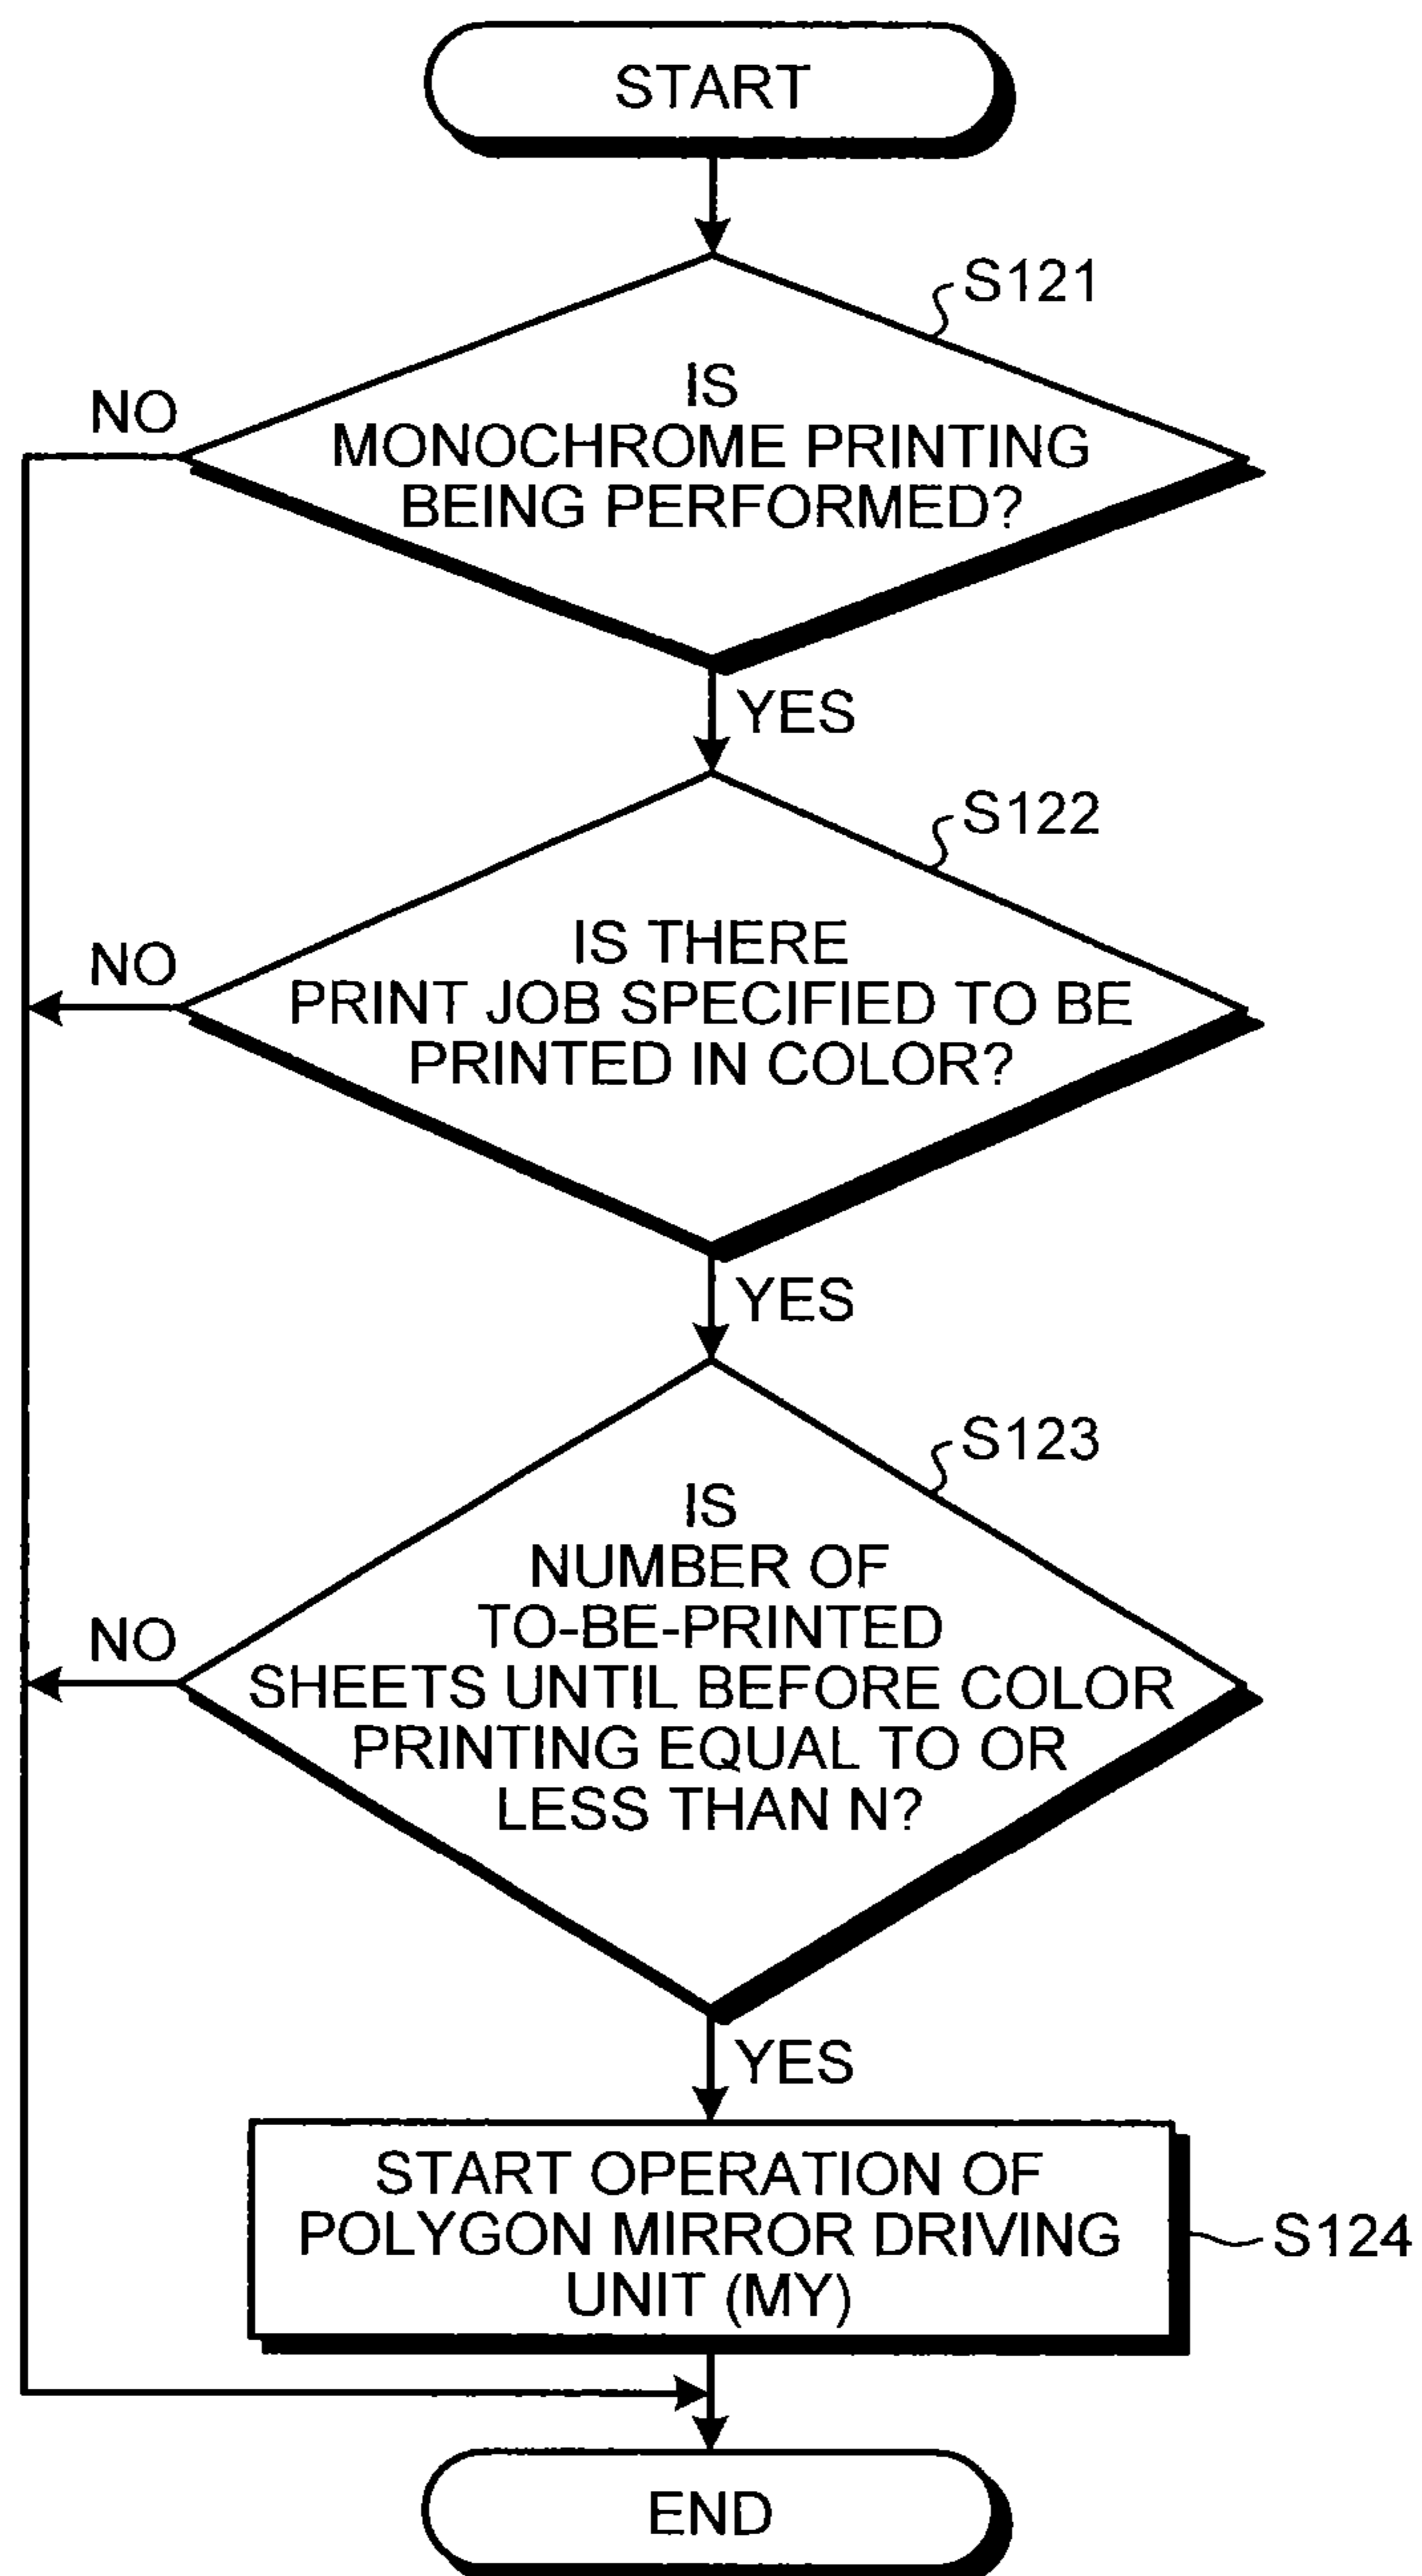 START
S121
IS
MONOCHROME PRINTING
BEING PERFORMED?
NO
YES
S122
IS THERE
PRINT JOB SPECIFIED TO BE
PRINTED IN COLOR?
NO
YES
S123
IS
NUMBER OF
TO-BE-PRINTED
SHEETS UNTIL BEFORE COLOR
PRINTING EQUAL TO OR
LESS THAN N?
NO
YES
START OPERATION OF
POLYGON MIRROR DRIVING
UNIT (MY)
S124
END